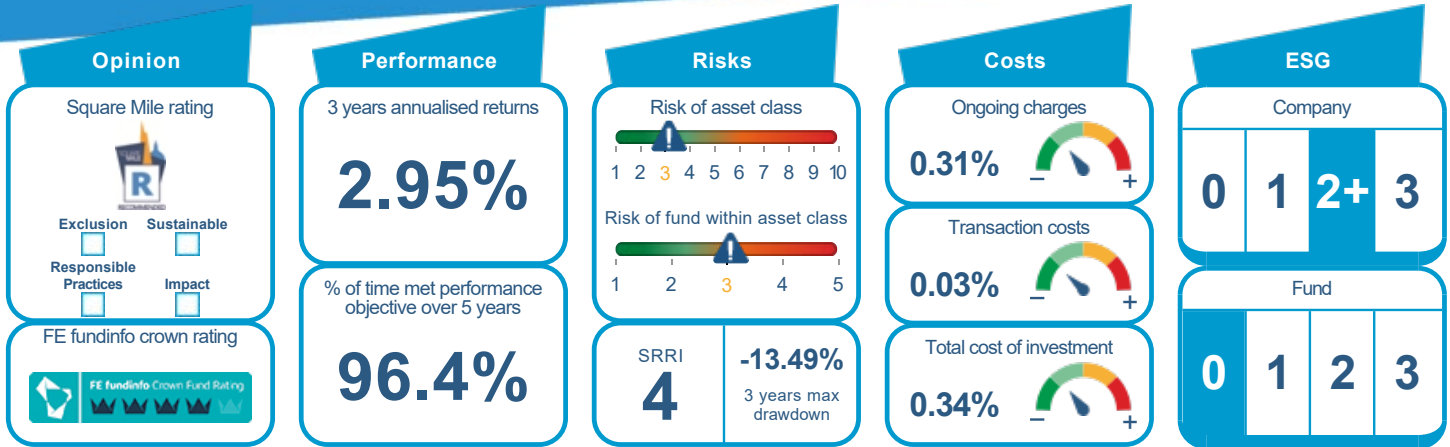 Opinion
Square Mile rating
R
RECOMMENDED
Exclusion
Sustainable
Responsible
Practices
Impact
FE fundinfo crown rating
FE fundinfo Crown Fund Rating
Performance
3 years annualised returns
2.95%
% of time met performance
objective over 5 years
96.4%
Risks
Risk of asset class
!
1 2 3 4 5 6 7 8 9 10
Risk of fund within asset class
!
1 2 3 4 5
SRRI
4
-13.49%
3 years max
drawdown
Costs
Ongoing charges
0.31%
– +
Transaction costs
0.03%
– +
Total cost of investment
0.34%
– +
ESG
Company
0 1 2+ 3
Fund
0 1 2 3